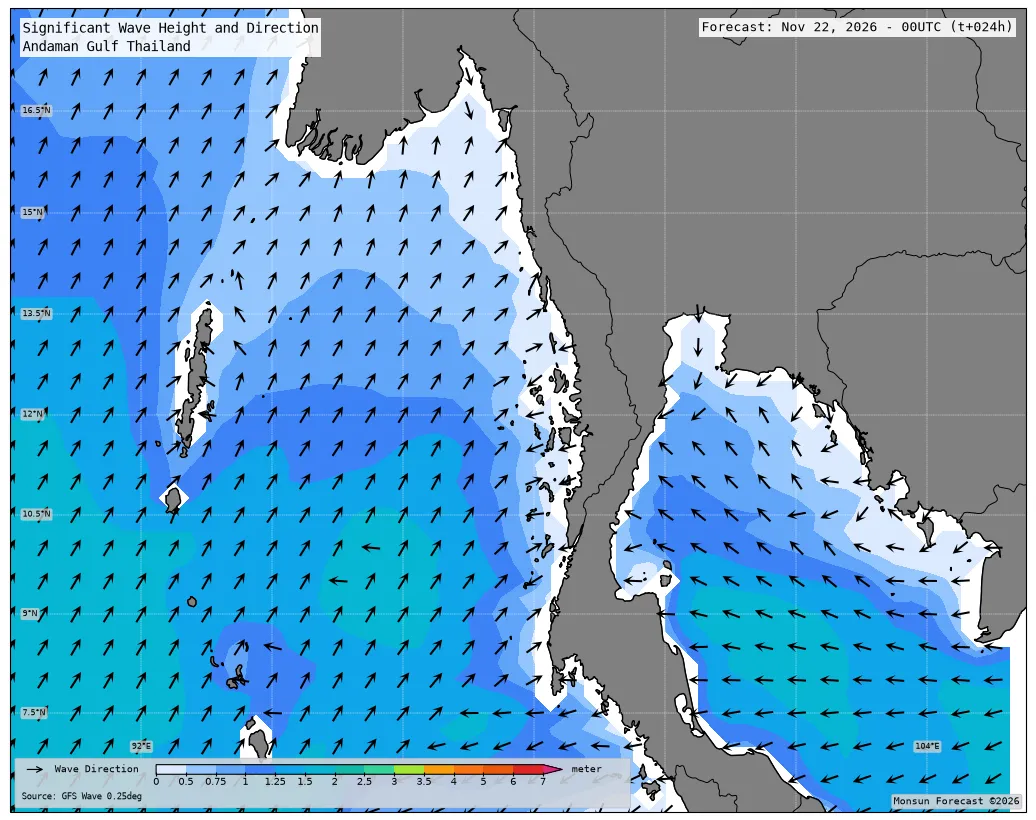 Significant Wave Height and Direction
Andaman Gulf Thailand
Forecast: Nov 22, 2026 - 00UTC (t+024h)
16.5°N
15°N
13.5°N
12°N
10.5°N
9°N
7.5°N
92°E
104°E
Wave Direction
0.5 0.75 1 1.25 1.5 2 2.5 3 3.5 4 5 6 7
meter
Source: GFS Wave 0.25deg
Monsun Forecast ©2026